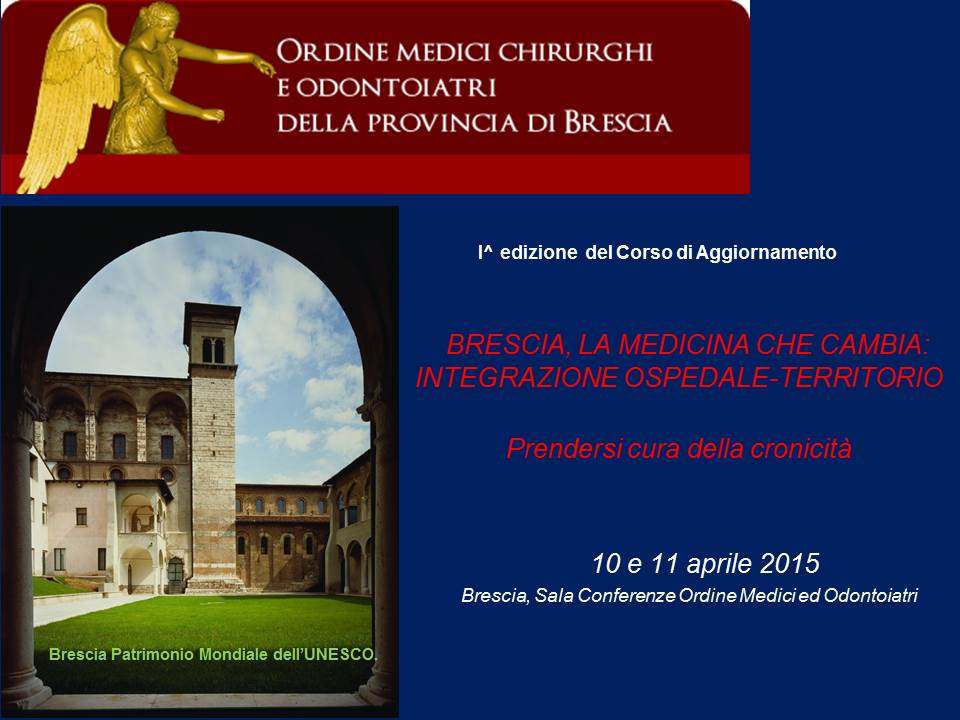 ORDINE MEDICI CHIRURGHI
E ODONTOIATRI
DELLA PROVINCIA DI BRESCIA
I^ edizione del Corso di Aggiornamento
BRESCIA, LA MEDICINA CHE CAMBIA:
INTEGRAZIONE OSPEDALE-TERRITORIO
Prendersi cura della cronicità
10 e 11 aprile 2015
Brescia, Sala Conferenze Ordine Medici ed Odontoiatri
Brescia Patrimonio Mondiale dell'UNESCO.